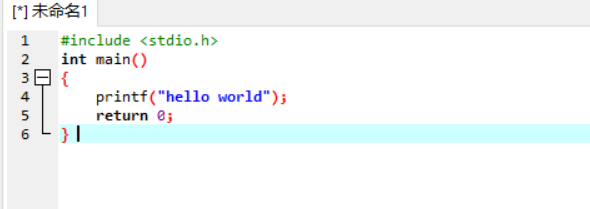 [*] 未命名1
1 #include <stdio.h>
2 int main()
3 {
4 printf("hello world");
5 return 0;
6 }